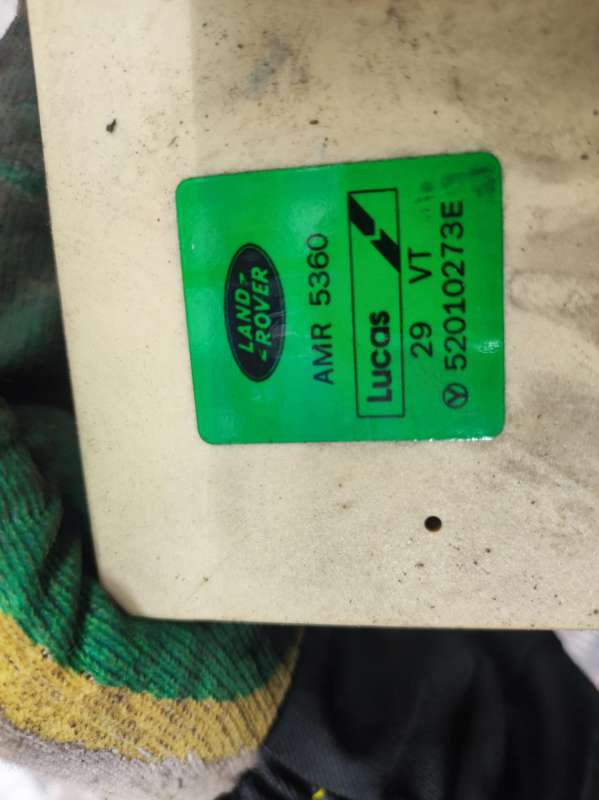 LAND-
-ROVER
AMR 5360
Lucas
29 VT
52010273E